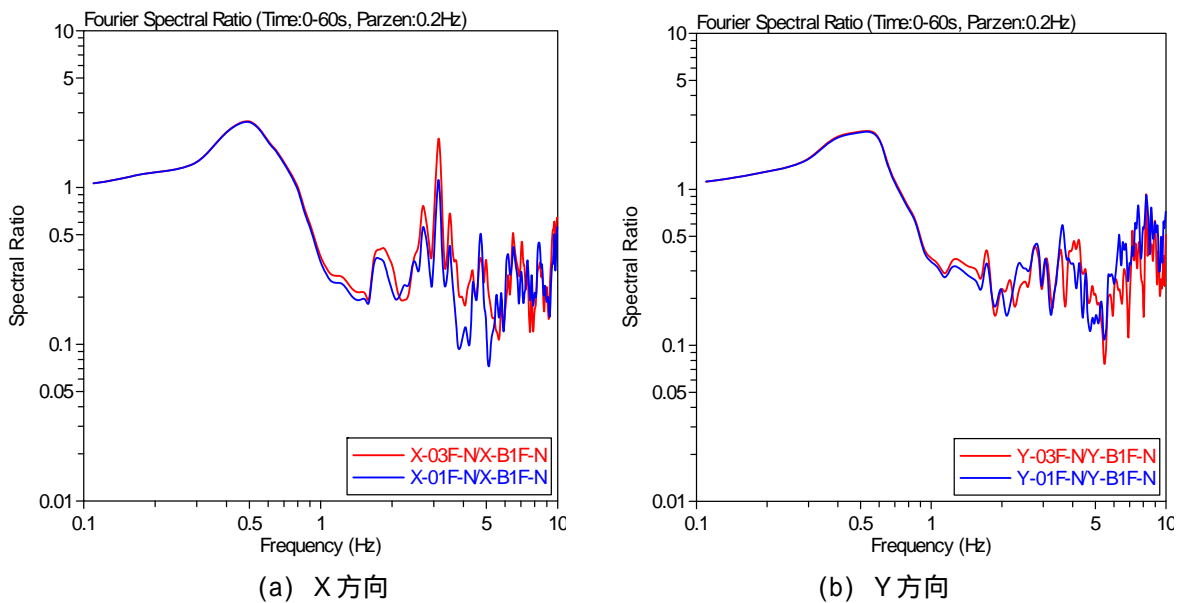 Fourier Spectral Ratio (Time:0-60s, Parzen:0.2Hz)
10
5
1
0.5
0.1
0.05
0.01
Spectral Ratio
X-03F-N/X-B1F-N
X-01F-N/X-B1F-N
0.1
0.5
1
5
10
Frequency (Hz)
(a) X 方向
Fourier Spectral Ratio (Time:0-60s, Parzen:0.2Hz)
10
5
1
0.5
0.1
0.05
0.01
Spectral Ratio
Y-03F-N/Y-B1F-N
Y-01F-N/Y-B1F-N
0.1
0.5
1
5
10
Frequency (Hz)
(b) Y 方向